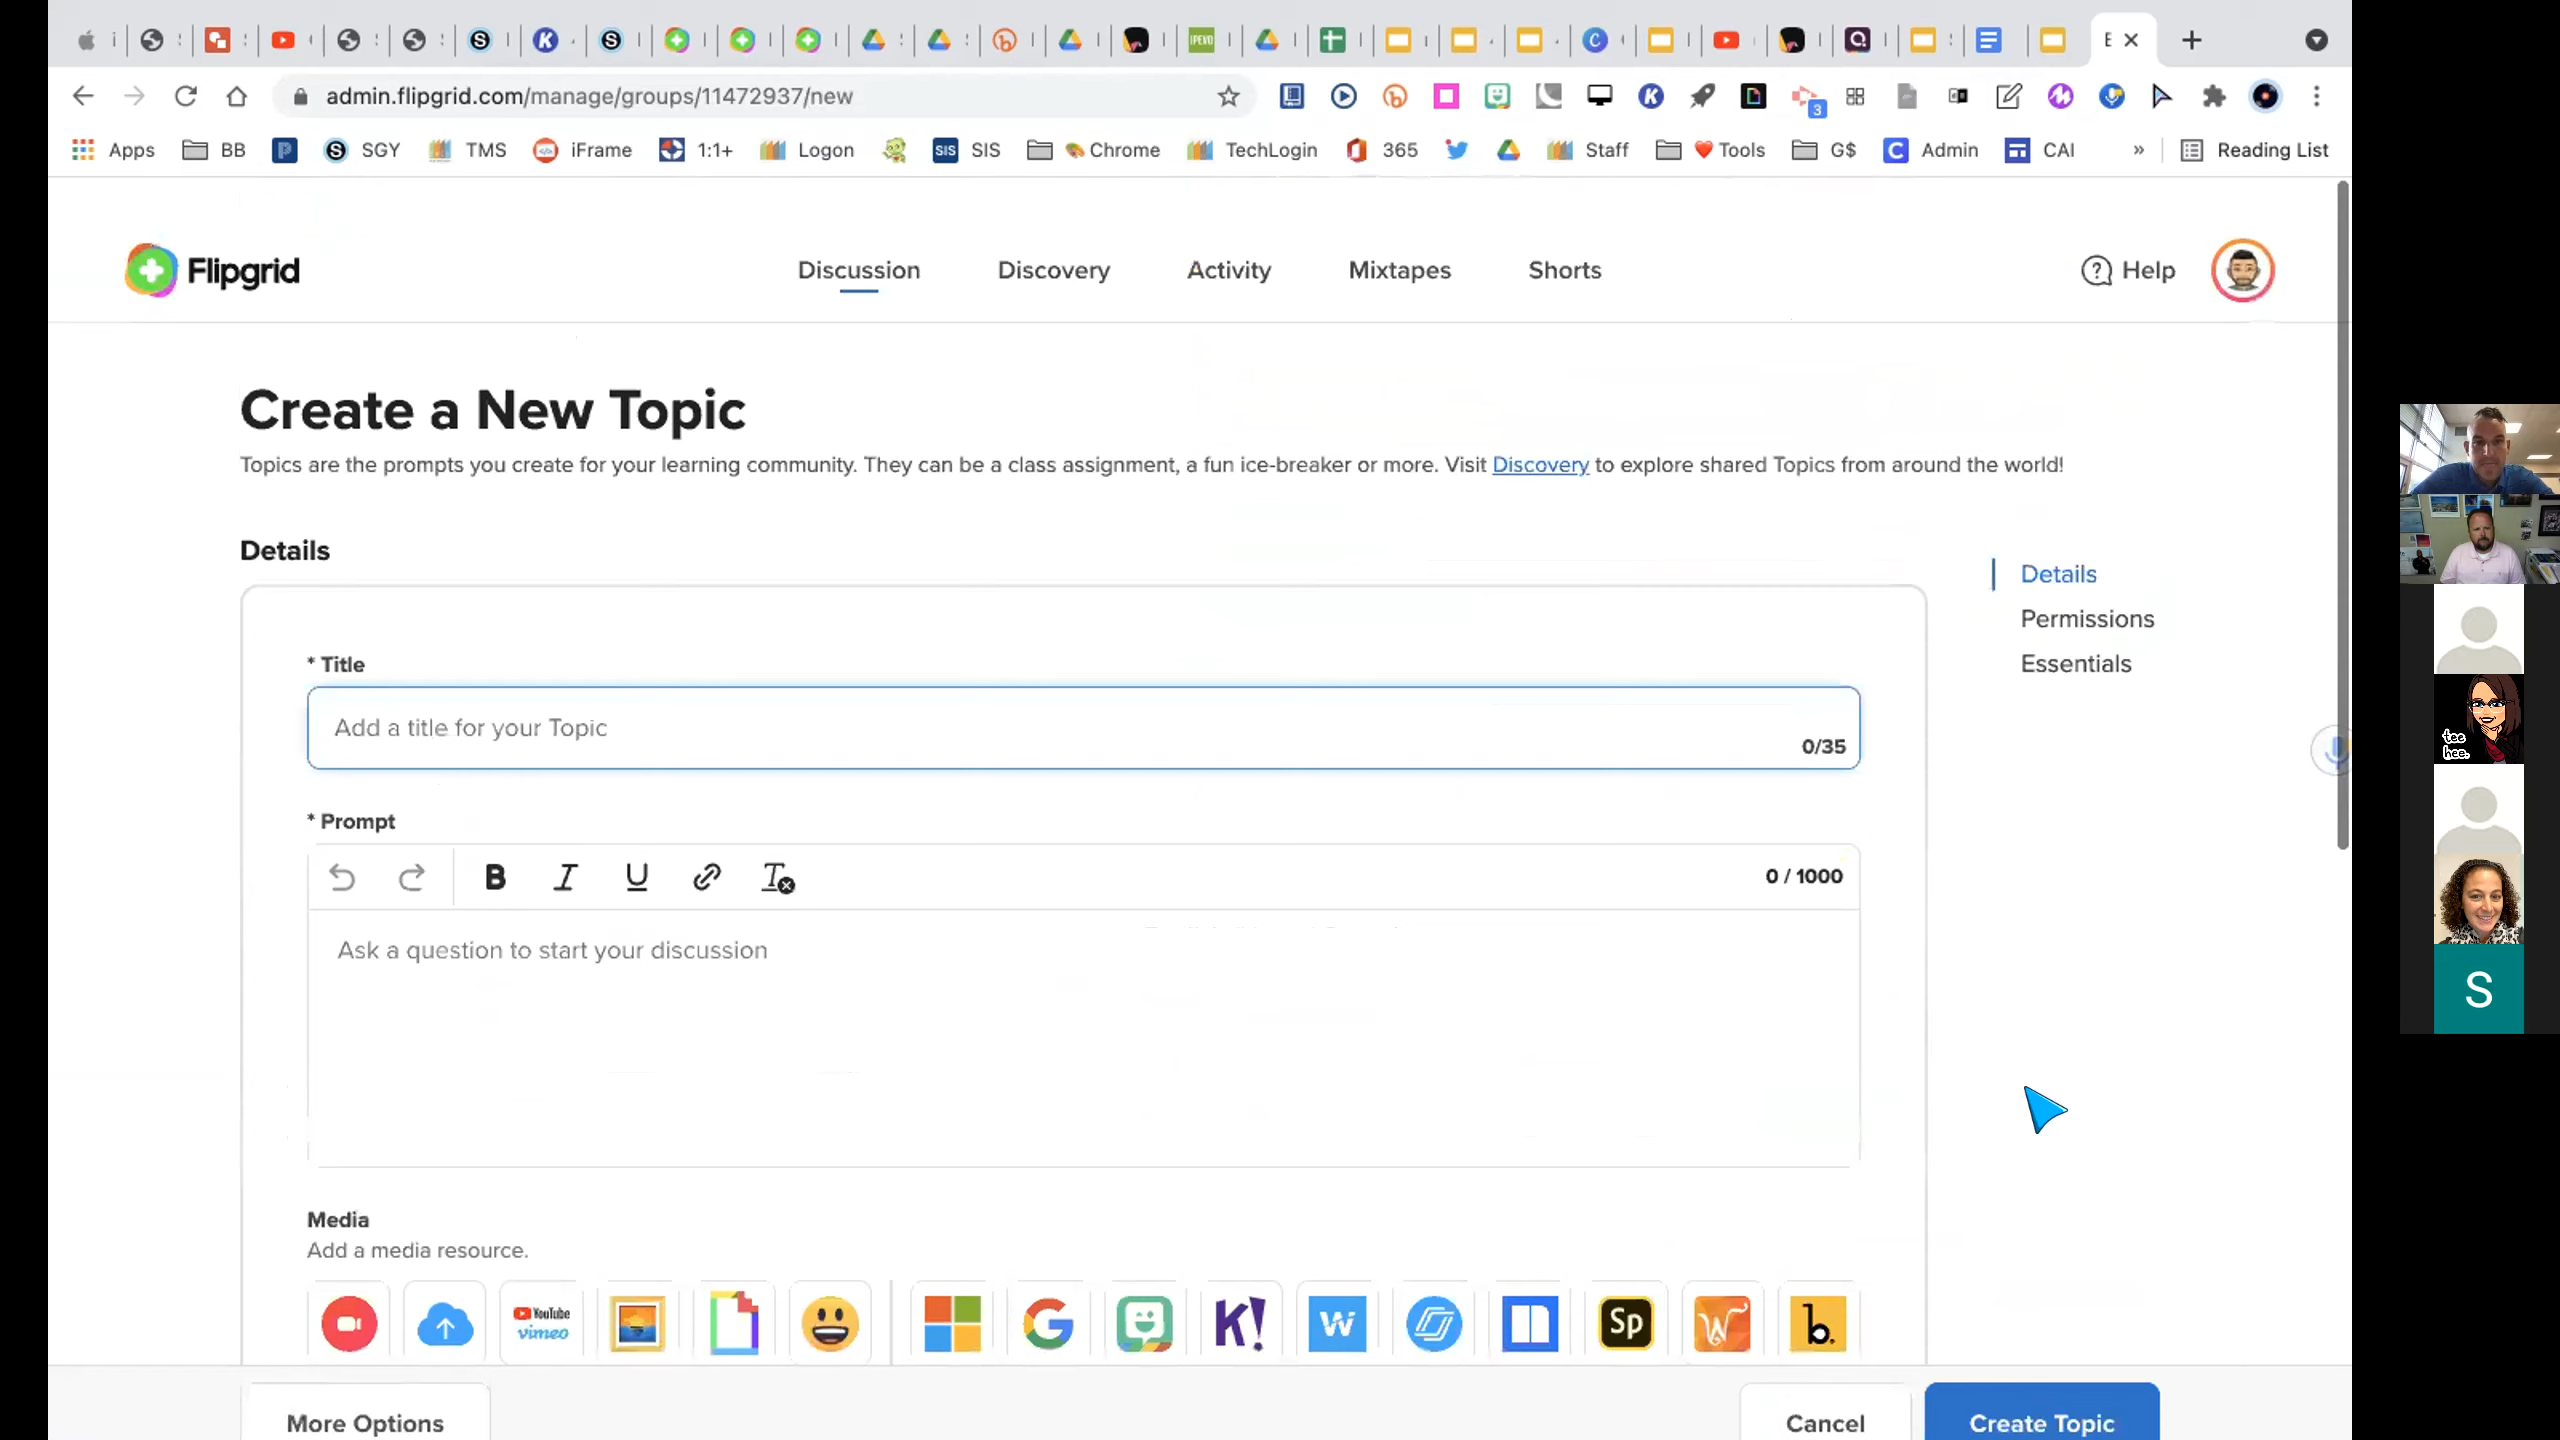 admin.flipgrid.com/manage/groups/11472937/new
3
Apps BB SGY TMS iFrame 1:1+ Logon SIS SIS Chrome TechLogin 365 Staff Tools G$ Admin CAI » Reading List
Flipgrid Discussion Discovery Activity Mixtapes Shorts Help
Create a New Topic
Topics are the prompts you create for your learning community. They can be a class assignment, a fun ice-breaker or more. Visit Discovery to explore shared Topics from around the world!
Details
Details
Permissions
Essentials
* Title
Add a title for your Topic
0/35
* Prompt
B I U 0 / 1000
Ask a question to start your discussion
Media
Add a media resource.
YouTube
vimeo
K! W Sp W b.
More Options Cancel Create Topic
tee
hee.
S